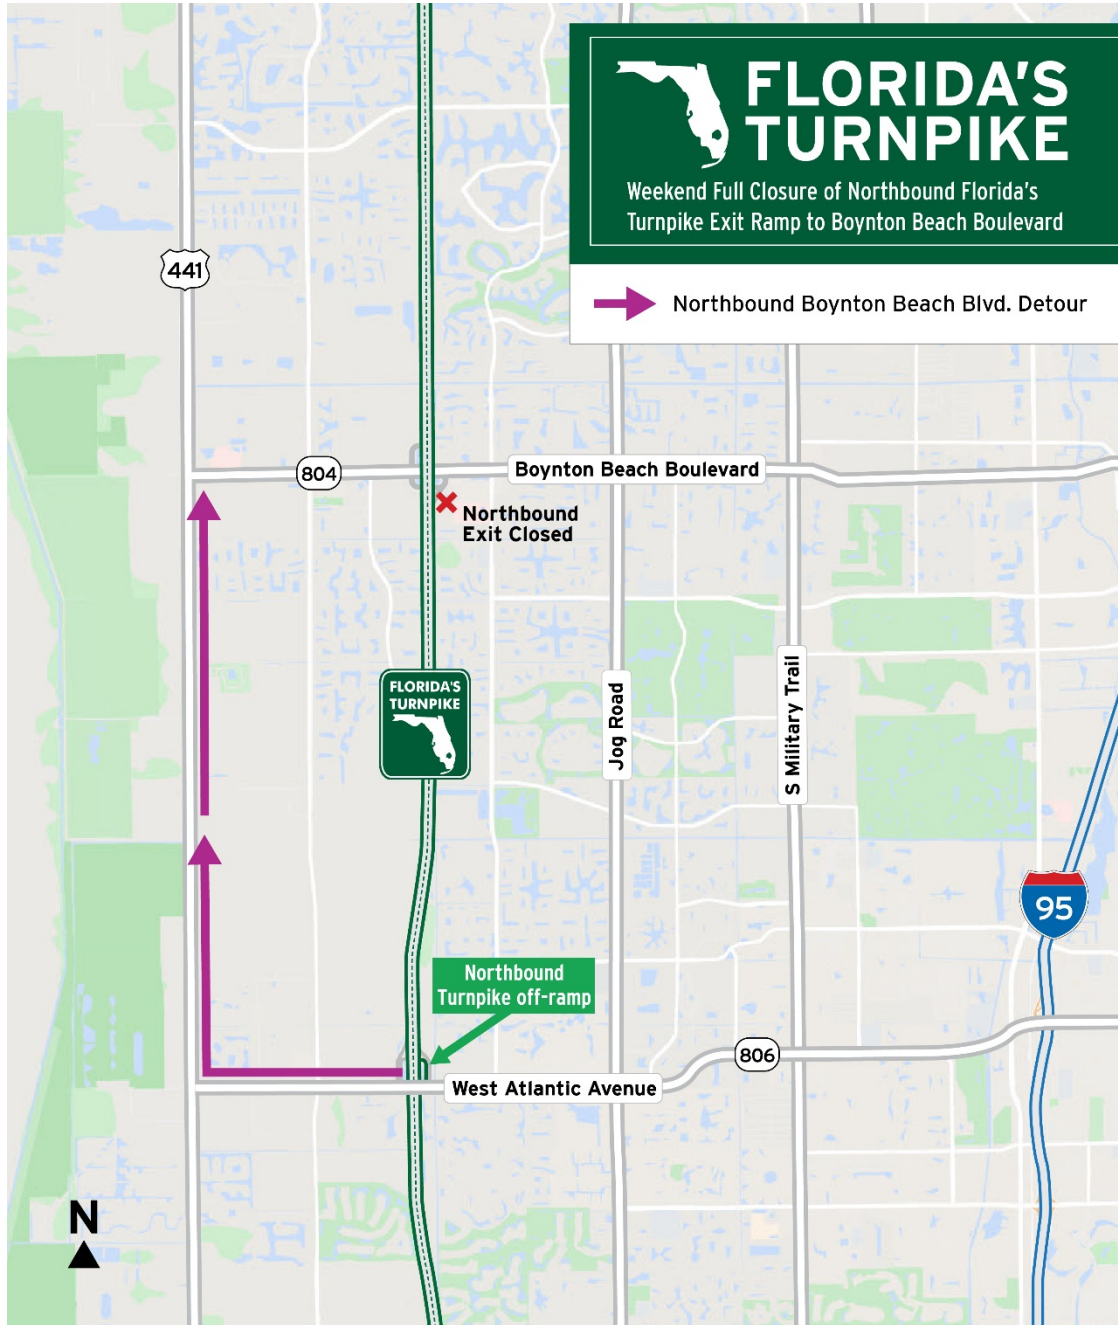 FLORIDA'S
TURNPIKE
Weekend Full Closure of Northbound Florida's
Turnpike Exit Ramp to Boynton Beach Boulevard
Northbound Boynton Beach Blvd. Detour
441
804
Boynton Beach Boulevard
Northbound
Exit Closed
FLORIDA'S
TURNPIKE
Jog Road
S Military Trail
95
Northbound
Turnpike off-ramp
806
West Atlantic Avenue
N